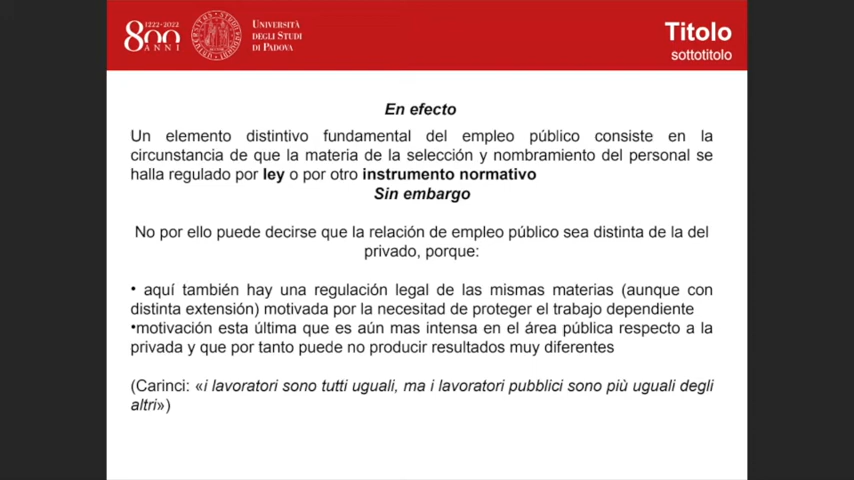 1222·2022
800
ANNI
UNIVERSITÀ
DEGLI STUDI
DI PADOVA
Titolo
sottotitolo
En efecto
Un elemento distintivo fundamental del empleo público consiste en la
circunstancia de que la materia de la selección y nombramiento del personal se
halla regulado por ley o por otro instrumento normativo
Sin embargo
No por ello puede decirse que la relación de empleo público sea distinta de la del
privado, porque:
• aquí también hay una regulación legal de las mismas materias (aunque con
distinta extensión) motivada por la necesitad de proteger el trabajo dependiente
•motivación esta última que es aún mas intensa en el área pública respecto a la
privada y que por tanto puede no producir resultados muy diferentes
(Carinci: «i lavoratori sono tutti uguali, ma i lavoratori pubblici sono più uguali degli
altri»)